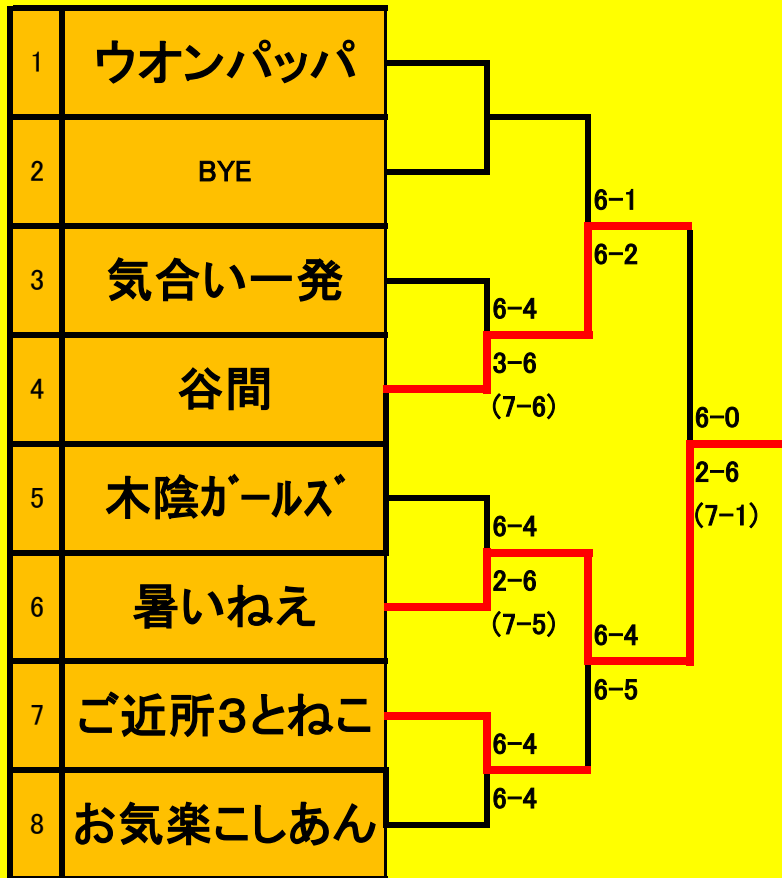 1 ウオンパッパ
2 BYE
3 気合い一発
4 谷間
5 木陰ｶﾞｰﾙｽﾞ
6 暑いねえ
7 ご近所３とねこ
8 お気楽こしあん
6-4
3-6
(7-6)
6-4
2-6
(7-5)
6-4
6-4
6-1
6-2
6-4
6-5
6-0
2-6
(7-1)